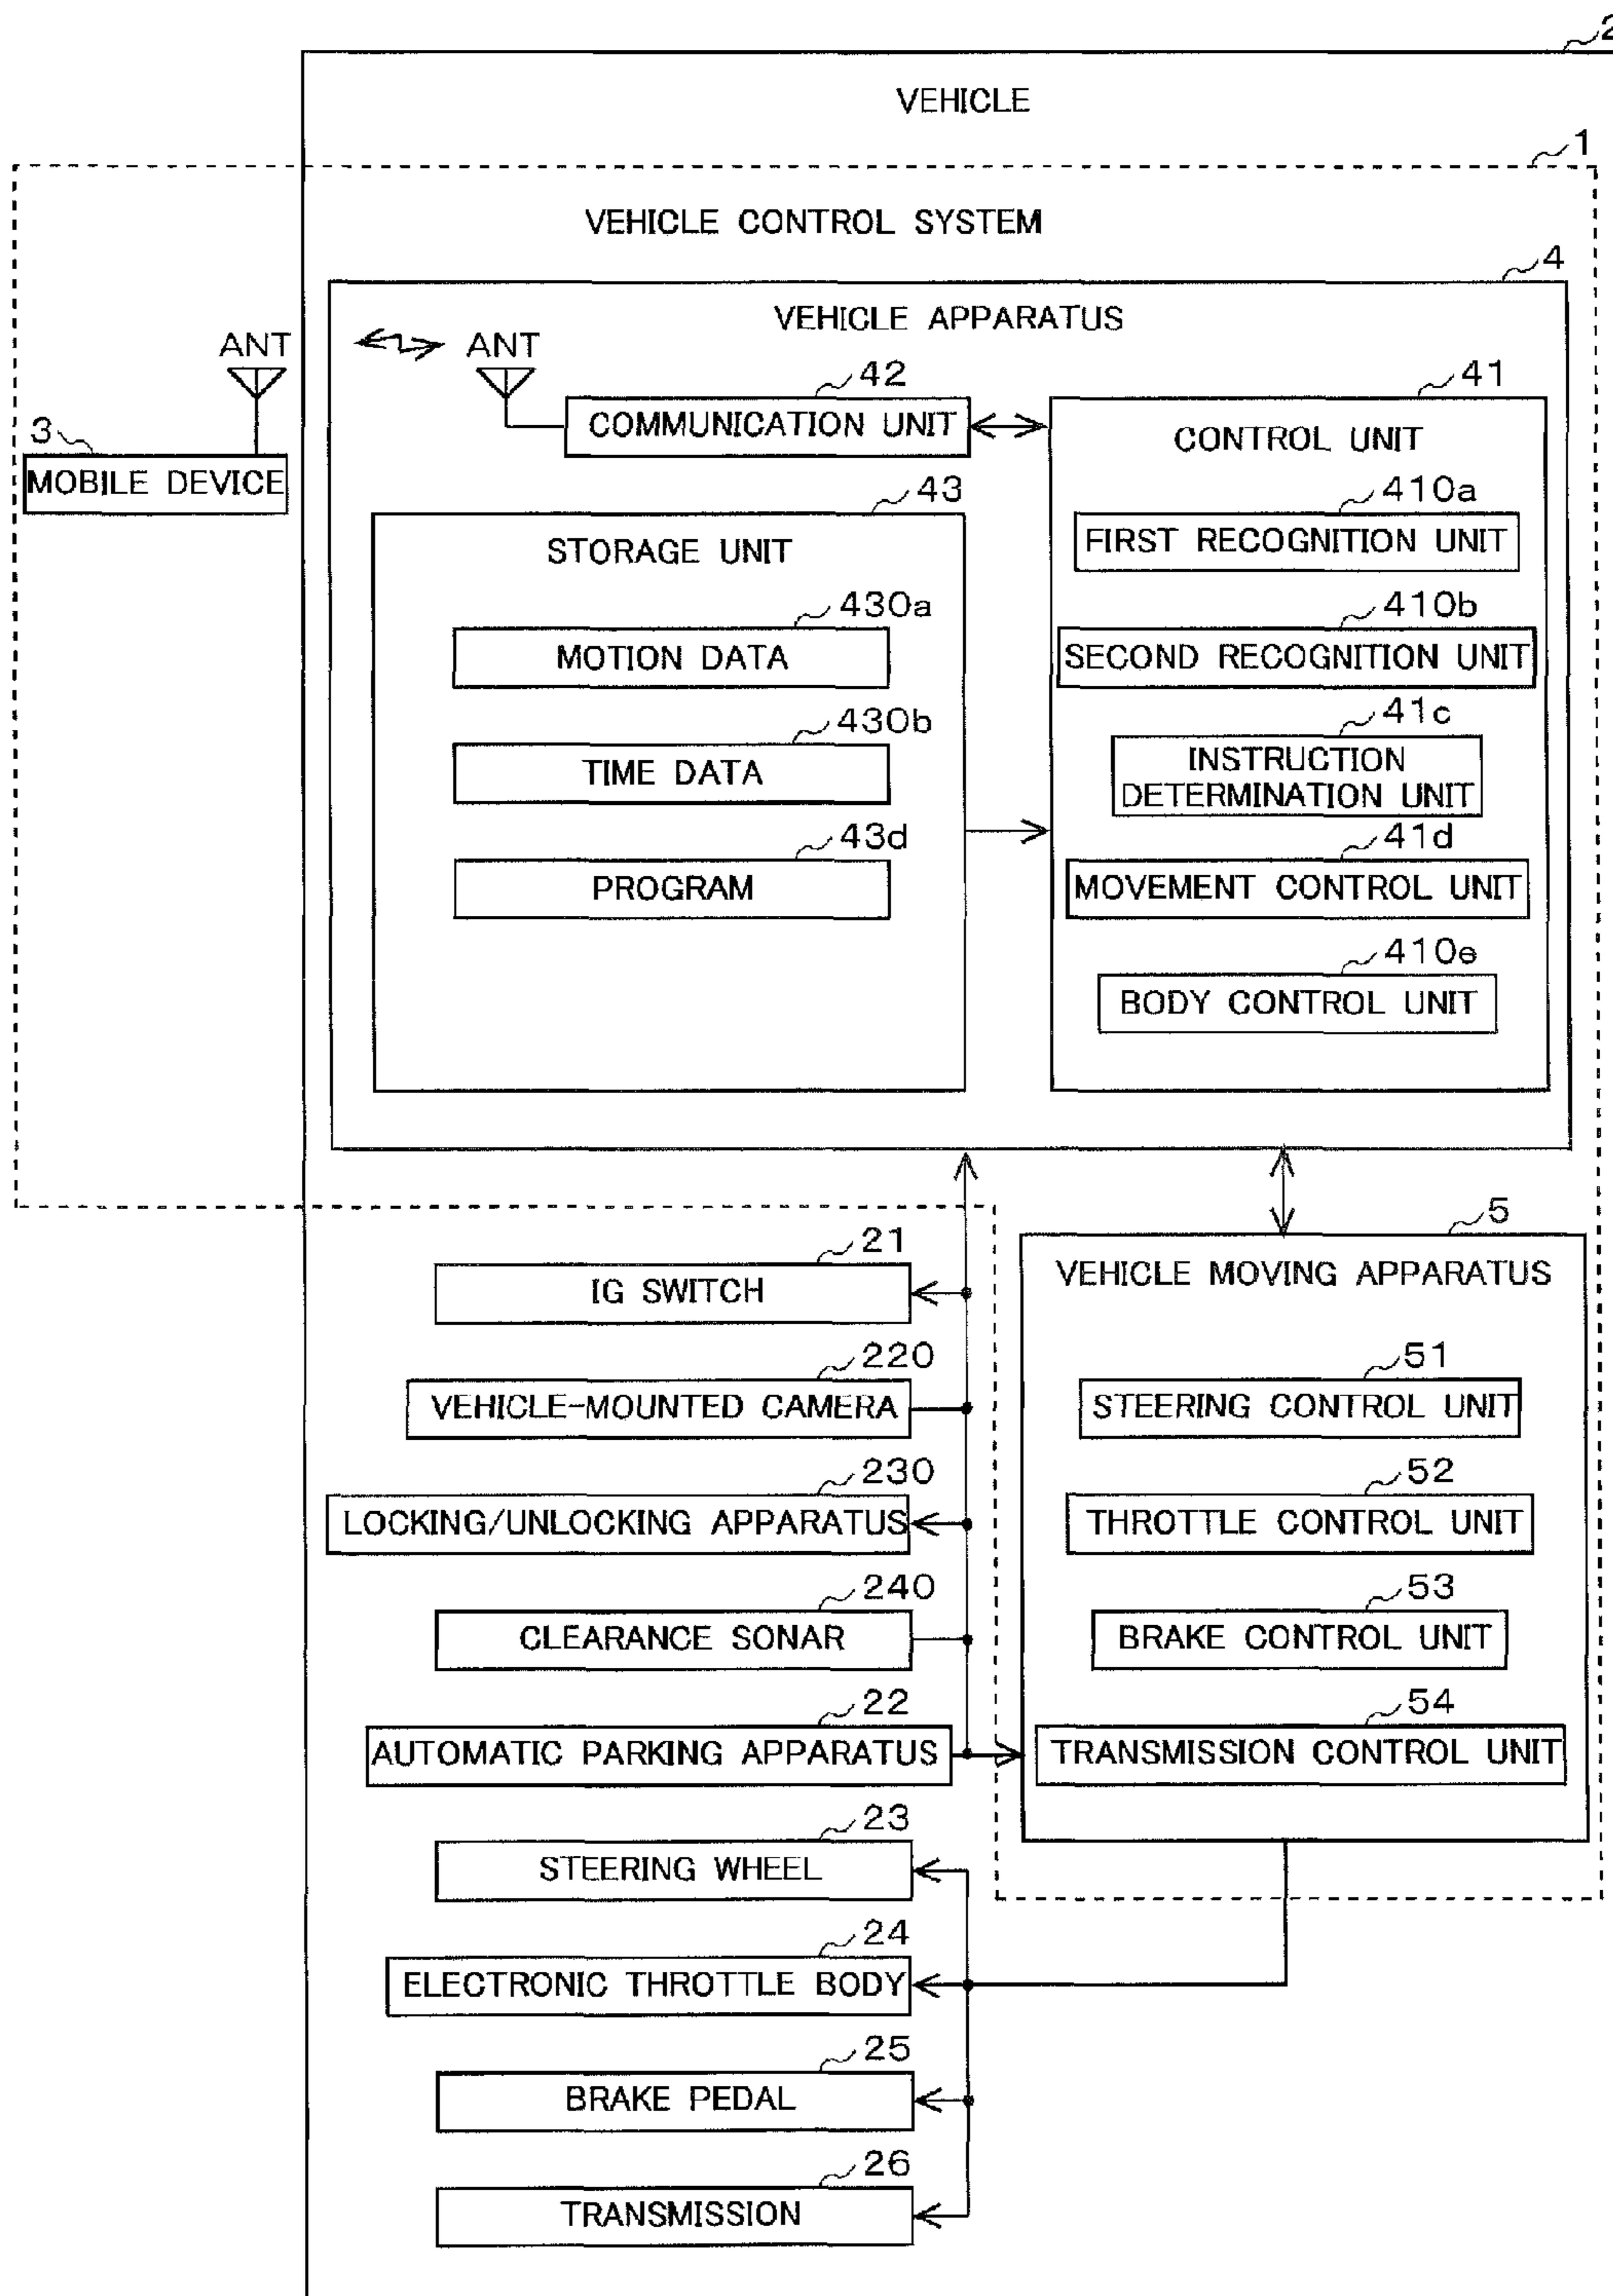 2
VEHICLE
1
VEHICLE CONTROL SYSTEM
4
VEHICLE APPARATUS
ANT
ANT
42
COMMUNICATION UNIT
41
CONTROL UNIT
3
MOBILE DEVICE
43
STORAGE UNIT
410a
FIRST RECOGNITION UNIT
430a
MOTION DATA
410b
SECOND RECOGNITION UNIT
430b
TIME DATA
41c
INSTRUCTION
DETERMINATION UNIT
43d
PROGRAM
41d
MOVEMENT CONTROL UNIT
410e
BODY CONTROL UNIT
21
IG SWITCH
5
VEHICLE MOVING APPARATUS
220
VEHICLE-MOUNTED CAMERA
51
STEERING CONTROL UNIT
230
LOCKING/UNLOCKING APPARATUS
52
THROTTLE CONTROL UNIT
240
CLEARANCE SONAR
53
BRAKE CONTROL UNIT
22
AUTOMATIC PARKING APPARATUS
54
TRANSMISSION CONTROL UNIT
23
STEERING WHEEL
24
ELECTRONIC THROTTLE BODY
25
BRAKE PEDAL
26
TRANSMISSION